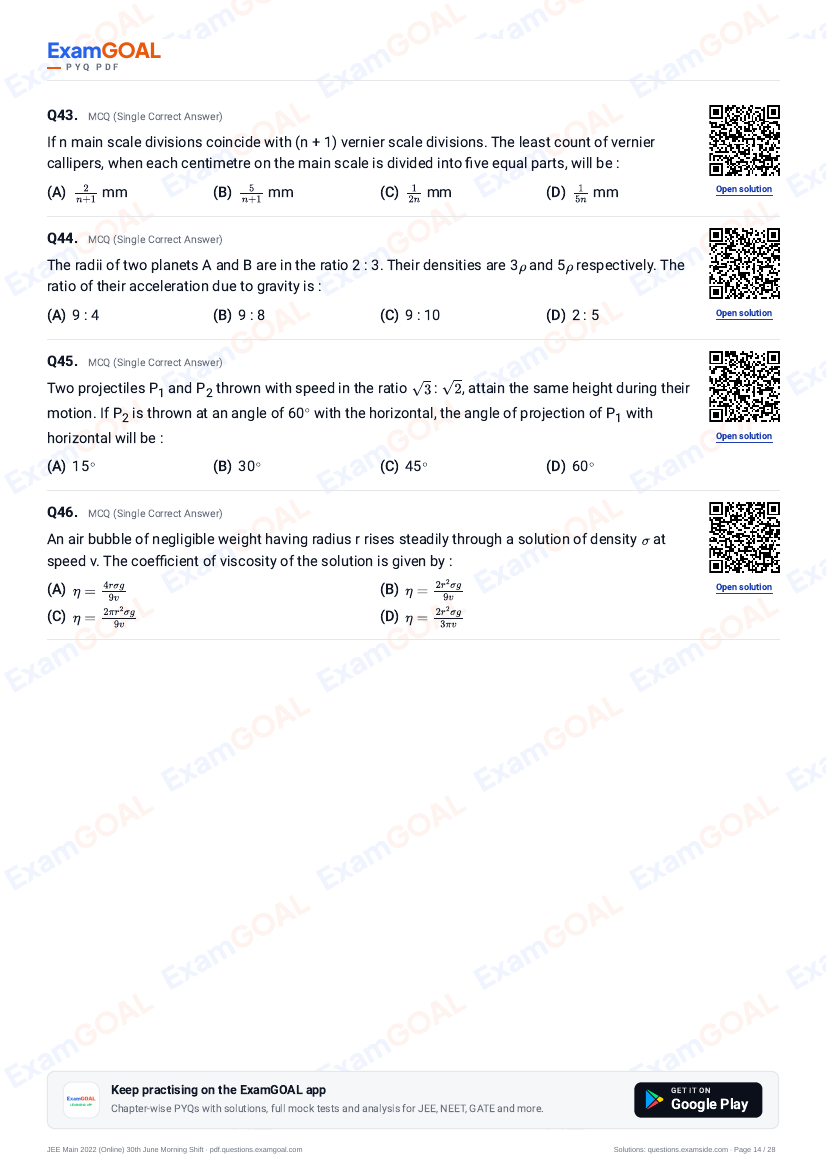 ExamGOAL
PYQ PDF
Q43. MCQ (Single Correct Answer)
If n main scale divisions coincide with (n + 1) vernier scale divisions. The least count of vernier
callipers, when each centimetre on the main scale is divided into five equal parts, will be :
(A) 2/(n+1) mm (B) 5/(n+1) mm (C) 1/(2n) mm (D) 1/(5n) mm
Open solution
Q44. MCQ (Single Correct Answer)
The radii of two planets A and B are in the ratio 2 : 3. Their densities are 3ρ and 5ρ respectively. The
ratio of their acceleration due to gravity is :
(A) 9 : 4 (B) 9 : 8 (C) 9 : 10 (D) 2 : 5
Open solution
Q45. MCQ (Single Correct Answer)
Two projectiles P₁ and P₂ thrown with speed in the ratio √3 : √2, attain the same height during their
motion. If P₂ is thrown at an angle of 60° with the horizontal, the angle of projection of P₁ with
horizontal will be :
(A) 15° (B) 30° (C) 45° (D) 60°
Open solution
Q46. MCQ (Single Correct Answer)
An air bubble of negligible weight having radius r rises steadily through a solution of density σ at
speed v. The coefficient of viscosity of the solution is given by :
(A) η = 4rσg/9v (B) η = 2r²σg/9v
(C) η = 2πr²σg/9v (D) η = 2r²σg/3πv
Open solution
Keep practising on the ExamGOAL app
Chapter-wise PYQs with solutions, full mock tests and analysis for JEE, NEET, GATE and more.
GET IT ON
Google Play
JEE Main 2022 (Online) 30th June Morning Shift · pdf.questions.examgoal.com
Solutions: questions.examside.com · Page 14 / 28